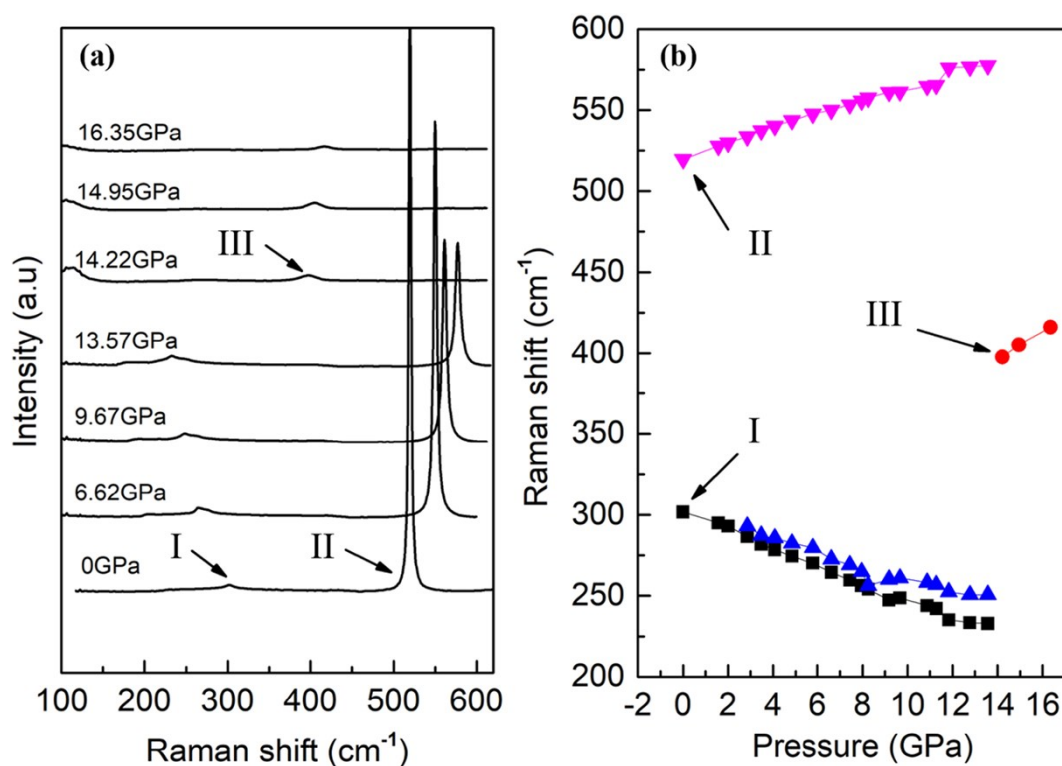 (a)
16.35GPa
14.95GPa
14.22GPa
13.57GPa
9.67GPa
6.62GPa
0GPa
III
I
II
Intensity (a.u)
100 200 300 400 500 600
Raman shift (cm⁻¹)
(b)
600
550
500
450
400
350
300
250
200
II
III
I
Raman shift (cm⁻¹)
-2 0 2 4 6 8 10 12 14 16
Pressure (GPa)